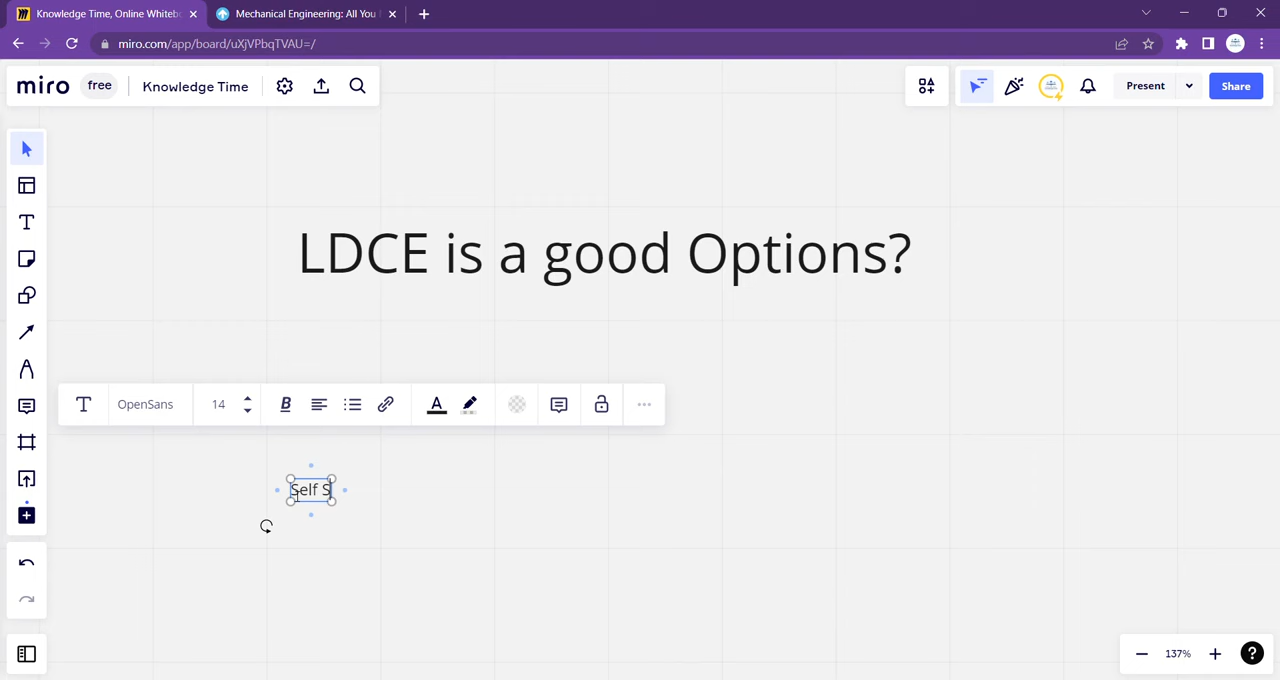 Knowledge Time, Online Whitebo
Mechanical Engineering: All You
miro.com/app/board/uXjVPbqTVAU=/
miro free Knowledge Time Present Share
LDCE is a good Options?
OpenSans 14 B A
Self S
137%